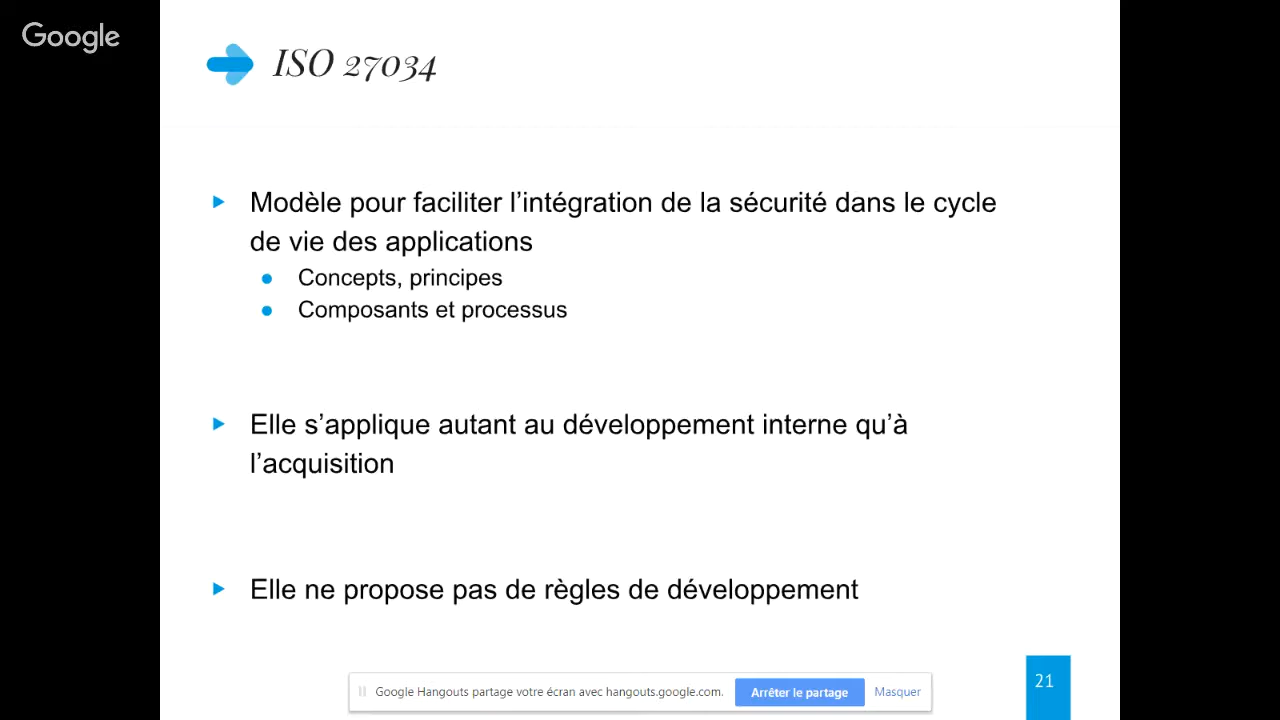 Google
ISO 27034
Modèle pour faciliter l’intégration de la sécurité dans le cycle
de vie des applications
Concepts, principes
Composants et processus
Elle s’applique autant au développement interne qu’à
l’acquisition
Elle ne propose pas de règles de développement
21
Google Hangouts partage votre écran avec hangouts.google.com. Arrêter le partage Masquer